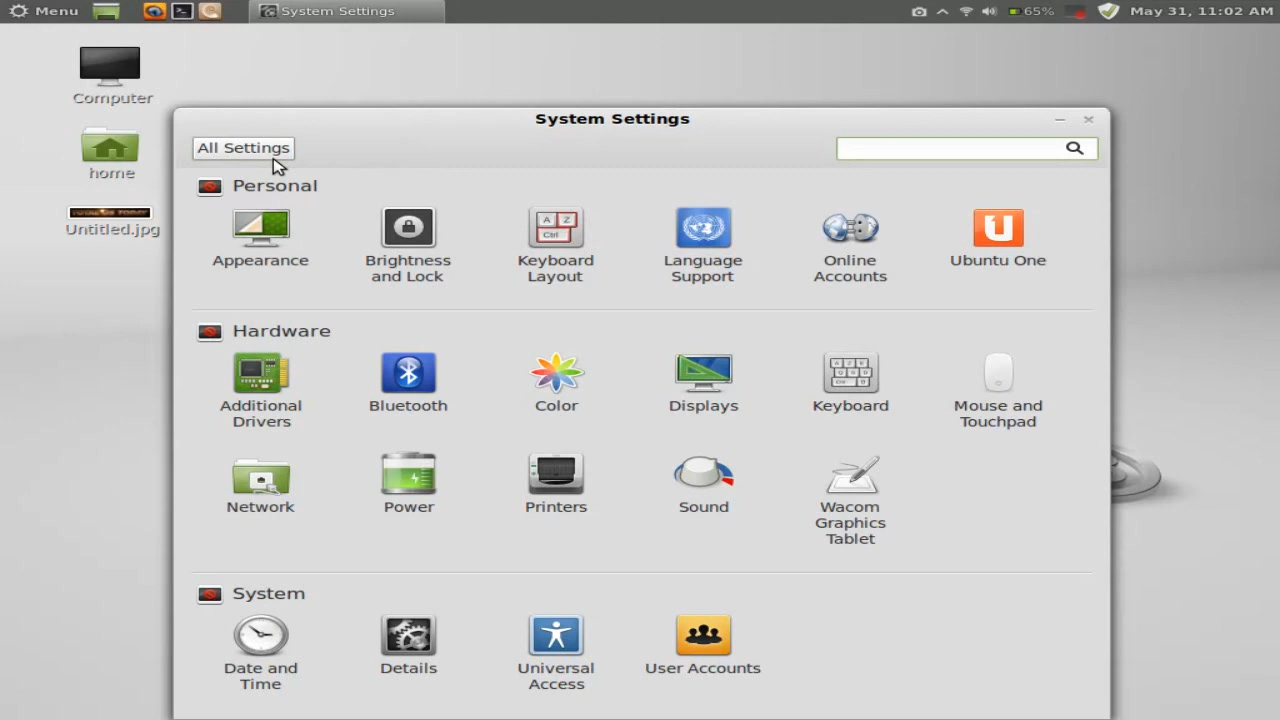 Menu
System Settings
65%
May 31, 11:02 AM
Computer
home
Untitled.jpg
System Settings
All Settings
Personal
Appearance
Brightness
and Lock
Keyboard
Layout
Language
Support
Online
Accounts
Ubuntu One
Hardware
Additional
Drivers
Bluetooth
Color
Displays
Keyboard
Mouse and
Touchpad
Network
Power
Printers
Sound
Wacom
Graphics
Tablet
System
Date and
Time
Details
Universal
Access
User Accounts